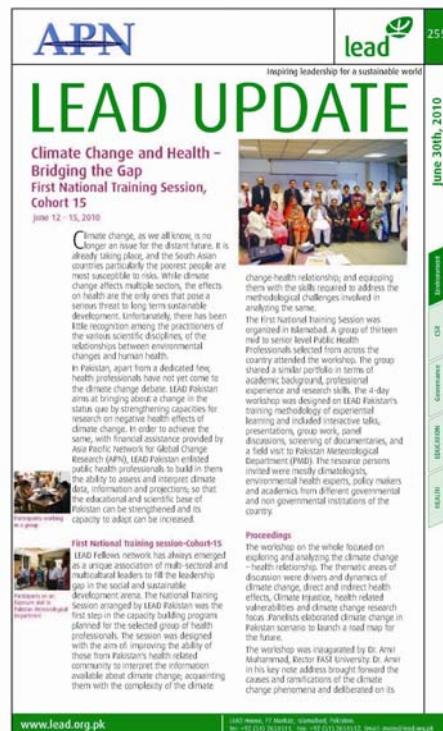 APN
lead
255
Inspiring leadership for a sustainable world
LEAD UPDATE
June 30th, 2010
Climate Change and Health –
Bridging the Gap
First National Training Session,
Cohort 15
June 12 - 15, 2010
Climate change, as we all know, is no
longer an issue for the distant future. It is
already taking place, and the South Asian
countries particularly the poorest people are
most susceptible to risks. While climate
change affects multiple sectors, the effects
on health are the only ones that pose a
serious threat to long term sustainable
development. Unfortunately, there has been
little recognition among the practitioners of
the various scientific disciplines, of the
relationships between environmental
changes and human health.
In Pakistan, apart from a dedicated few,
health professionals have not yet come to
the climate change debate. LEAD Pakistan
aims at bringing about a change in the
status quo by strengthening capacities for
research on negative health effects of
climate change. In order to achieve the
same, with financial assistance provided by
Asia Pacific Network for Global Change
Research (APN), LEAD Pakistan enlisted
public health professionals to build in them
the ability to assess and interpret climate
data, information and projections; so that
the educational and scientific base of
Pakistan can be strengthened and its
capacity to adapt can be increased.
Participants working
in a group
First National Training session-Cohort-15
LEAD Fellows network has always emerged
as a unique association of multi-sectoral and
multicultural leaders to fill the leadership
gap in the social and sustainable
development arena. The National Training
Session arranged by LEAD Pakistan was the
first step in the capacity building program
planned for the selected group of health
professionals. The session was designed
with the aim of: improving the ability of
those from Pakistan's health related
community to interpret the information
available about climate change; acquainting
them with the complexity of the climate
Participants on an
Exposure visit to
Pakistan Meteorological
Department
change-health relationship; and equipping
them with the skills required to address the
methodological challenges involved in
analyzing the same.
The First National Training Session was
organized in Islamabad. A group of thirteen
mid to senior level Public Health
Professionals selected from across the
country attended the workshop. The group
shared a similar portfolio in terms of
academic background, professional
experience and research skills. The 4-day
workshop was designed on LEAD Pakistan's
training methodology of experiential
learning and included interactive talks,
presentations, group work, panel
discussions, screening of documentaries, and
a field visit to Pakistan Meteorological
Department (PMD). The resource persons
invited were mostly climatologists,
environmental health experts, policy makers
and academics from different governmental
and non governmental institutions of the
country.
Proceedings
The workshop on the whole focused on
exploring and analyzing the climate change
– health relationship. The thematic areas of
discussion were drivers and dynamics of
climate change, direct and indirect health
effects, Climate Injustice, health related
vulnerabilities and climate change research
focus .Panelists elaborated climate change in
Pakistan scenario to launch a road map for
the future.
The workshop was inaugurated by Dr. Amir
Muhammad, Rector FAST University. Dr. Amir
in his key note address brought forward the
causes and ramifications of the climate
change phenomena and deliberated on its
Environment
CSR
Governance
EDUCATION
HEALTH
www.lead.org.pk
LEAD House, F7 Markaz, Islamabad, Pakistan.